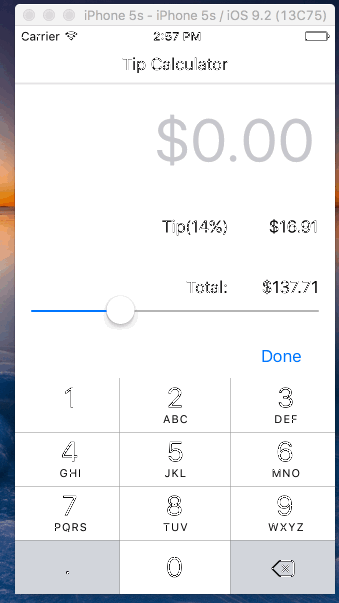 iPhone 5s - iPhone 5s / iOS 9.2 (13C75)
Carrier 2:57 PM
Tip Calculator
$0.00
Tip(14%) $16.91
Total: $137.71
Done
1 2 3
ABC DEF
4 5 6
GHI JKL MNO
7 8 9
PQRS TUV WXYZ
. 0